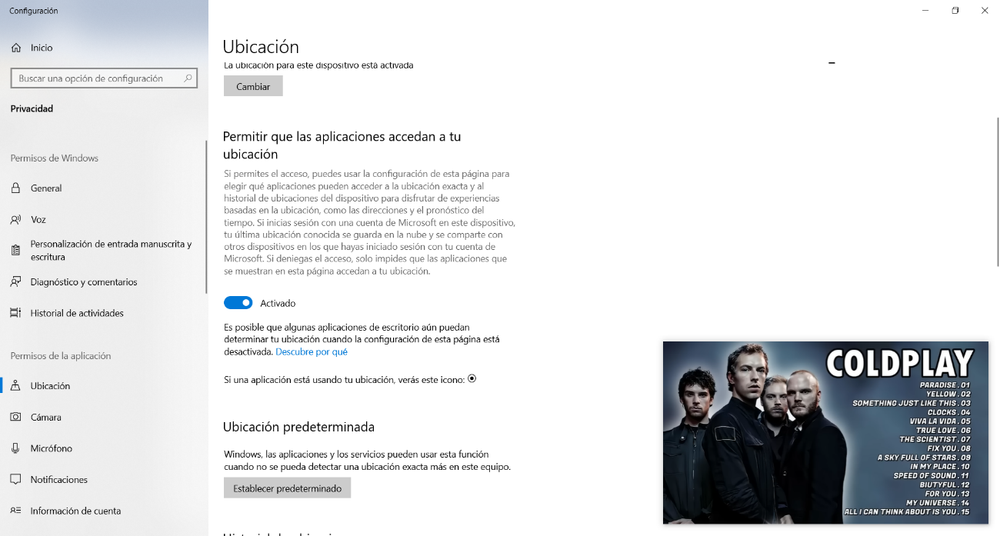 Configuración
Inicio
Buscar una opción de configuración
Privacidad
Permisos de Windows
General
Voz
Personalización de entrada manuscrita y
escritura
Diagnóstico y comentarios
Historial de actividades
Permisos de la aplicación
Ubicación
Cámara
Micrófono
Notificaciones
Información de cuenta
Ubicación
La ubicación para este dispositivo está activada
Cambiar
Permitir que las aplicaciones accedan a tu
ubicación
Si permites el acceso, puedes usar la configuración de esta página para
elegir qué aplicaciones pueden acceder a la ubicación exacta y al
historial de ubicaciones del dispositivo para disfrutar de experiencias
basadas en la ubicación, como las direcciones y el pronóstico del
tiempo. Si inicias sesión con una cuenta de Microsoft en este dispositivo,
tu última ubicación conocida se guarda en la nube y se comparte con
otros dispositivos en los que hayas iniciado sesión con tu cuenta de
Microsoft. Si deniegas el acceso, solo impides que las aplicaciones que
se muestran en esta página accedan a tu ubicación.
Activado
Es posible que algunas aplicaciones de escritorio aún puedan
determinar tu ubicación cuando la configuración de esta página está
desactivada. Descubre por qué
Si una aplicación está usando tu ubicación, verás este icono:
Ubicación predeterminada
Windows, las aplicaciones y los servicios pueden usar esta función
cuando no se pueda detectar una ubicación exacta más en este equipo.
Establecer predeterminado
COLDPLAY
PARADISE . 01
YELLOW . 02
SOMETHING JUST LIKE THIS . 03
CLOCKS . 04
VIVA LA VIDA . 05
TRUE LOVE . 06
THE SCIENTIST . 07
FIX YOU . 08
A SKY FULL OF STARS . 09
IN MY PLACE . 10
SPEED OF SOUND . 11
BIUTYFUL . 12
FOR YOU . 13
MY UNIVERSE . 14
ALL I CAN THINK ABOUT IS YOU . 15